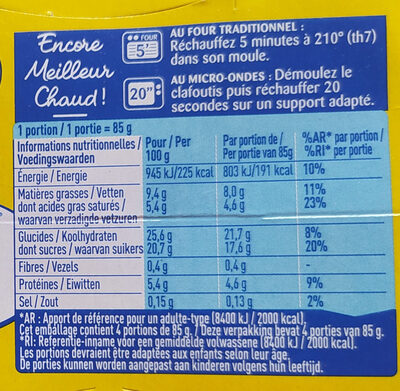 Encore
Meilleur
Chaud !
FOUR
5'
AU FOUR TRADITIONNEL :
Réchauffez 5 minutes à 210° (th7)
dans son moule.
20''
AU MICRO-ONDES : Démoulez le
clafoutis puis réchauffer 20
secondes sur un support adapté.
1 portion / 1 portie = 85 g
Informations nutritionnelles / Voedingswaarden Pour / Per 100 g Par portion de / Per portie van 85g %AR* par portion / %RI* per portie
Énergie / Energie 945 kJ/225 kcal 803 kJ/191 kcal 10%
Matières grasses / Vetten 9,4 g 8,0 g 11%
dont acides gras saturés / waarvan verzadigde vetzuren 5,4 g 4,6 g 23%
Glucides / Koolhydraten 25,6 g 21,7 g 8%
dont sucres / waarvan suikers 20,7 g 17,6 g 20%
Fibres / Vezels 0,4 g 0,4 g -
Protéines / Eiwitten 5,4 g 4,6 g 9%
Sel / Zout 0,15 g 0,13 g 2%
*AR : Apport de référence pour un adulte-type (8400 kJ / 2000 kcal).
Cet emballage contient 4 portions de 85 g. / Deze verpakking bevat 4 porties van 85 g.
*RI: Referentie-inname voor een gemiddelde volwassene (8400 kJ / 2000 kcal).
Les portions devraient être adaptées aux enfants selon leur âge.
De porties kunnen worden aangepast aan kinderen volgens hun leeftijd.